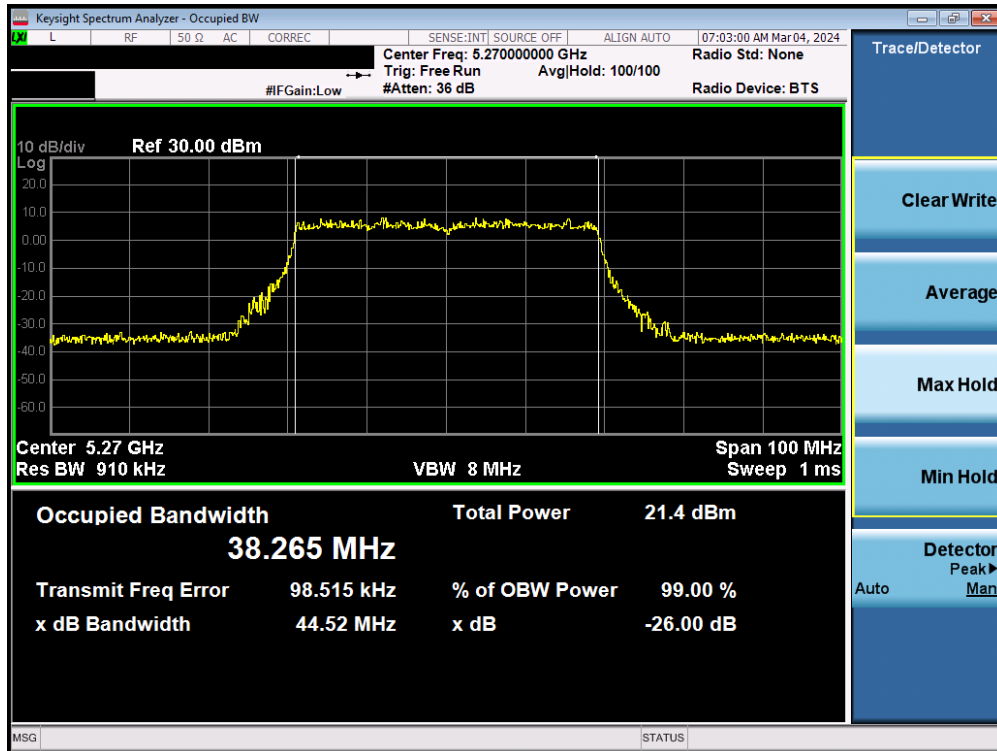 Keysight Spectrum Analyzer - Occupied BW
LXI L RF 50 Ω AC CORREC SENSE:INT SOURCE OFF ALIGN AUTO 07:03:00 AM Mar 04, 2024
Center Freq: 5.270000000 GHz Radio Std: None
Trig: Free Run Avg|Hold: 100/100
#IFGain:Low #Atten: 36 dB Radio Device: BTS
10 dB/div Ref 30.00 dBm
Log
20.0
10.0
0.00
-10.0
-20.0
-30.0
-40.0
-50.0
-60.0
Center 5.27 GHz Span 100 MHz
Res BW 910 kHz VBW 8 MHz Sweep 1 ms
Occupied Bandwidth Total Power 21.4 dBm
38.265 MHz
Transmit Freq Error 98.515 kHz % of OBW Power 99.00 %
x dB Bandwidth 44.52 MHz x dB -26.00 dB
MSG STATUS
Trace/Detector
Clear Write
Average
Max Hold
Min Hold
Detector
Peak▶
Auto Man